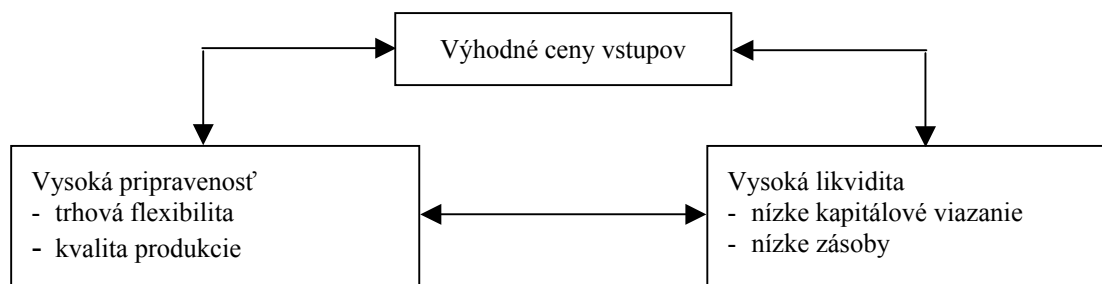 Výhodné ceny vstupov
Vysoká pripravenosť
- trhová flexibilita
- kvalita produkcie
Vysoká likvidita
- nízke kapitálové viazanie
- nízke zásoby